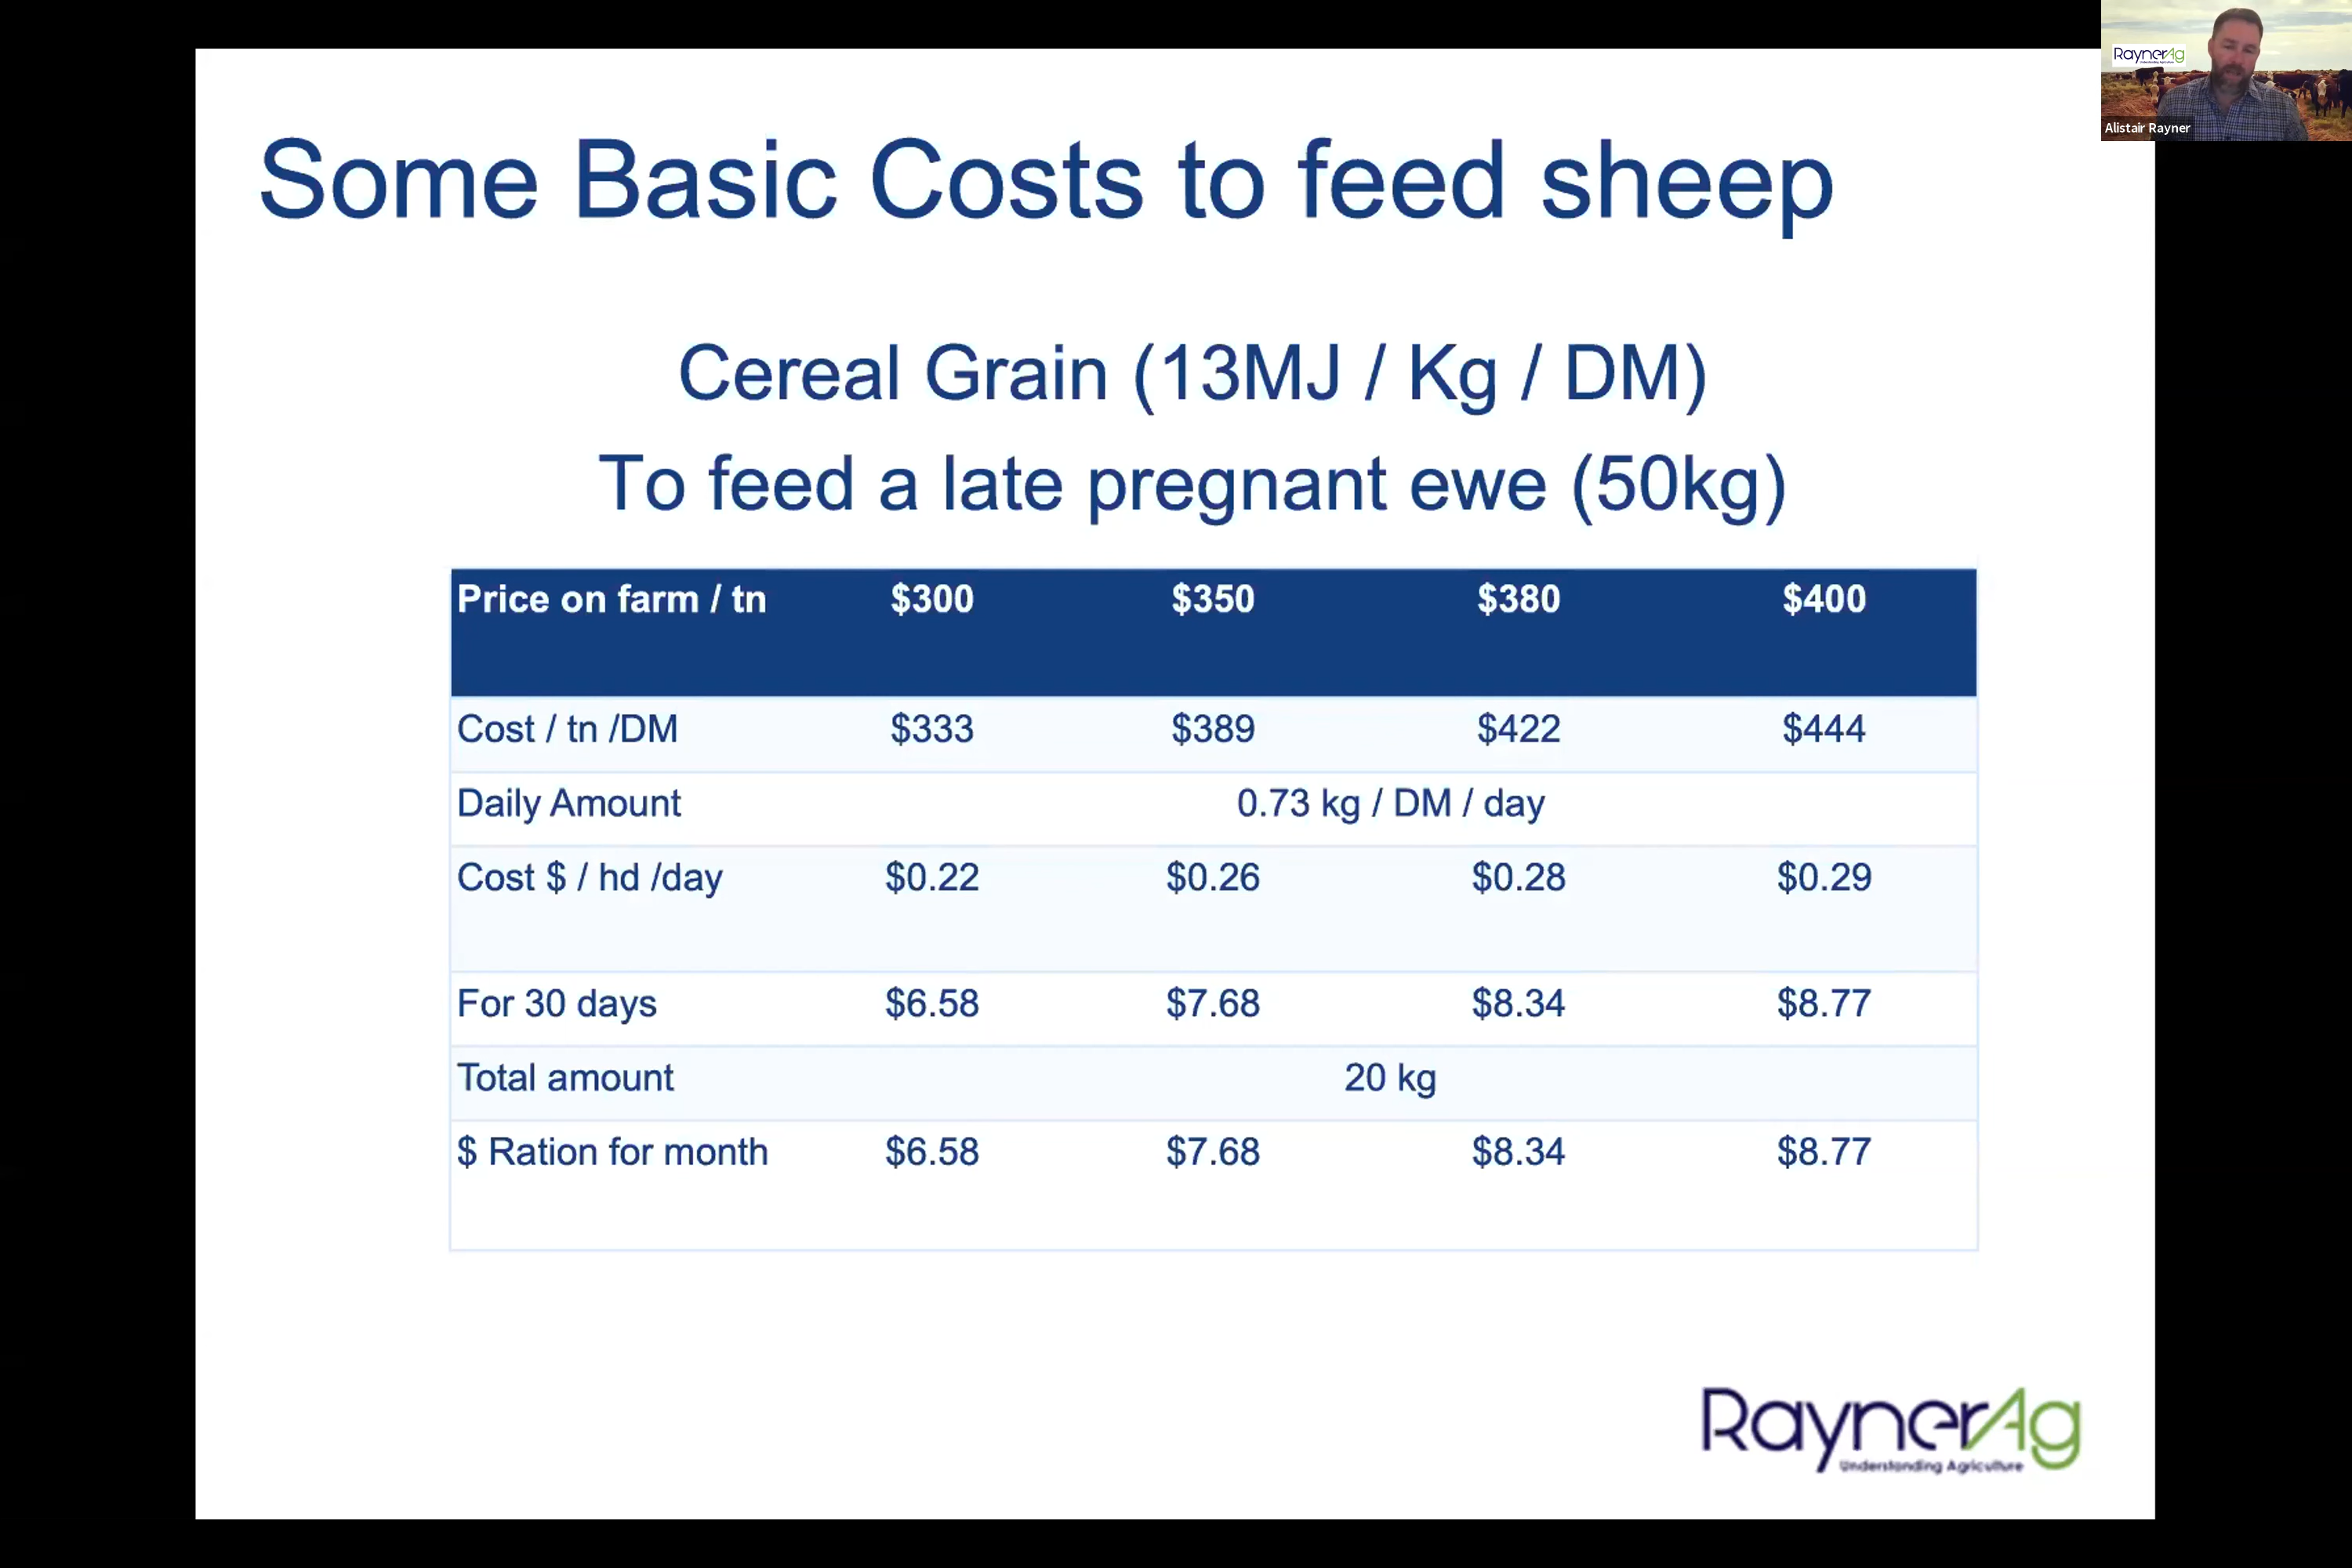 Some Basic Costs to feed sheep
Cereal Grain (13MJ / Kg / DM)
To feed a late pregnant ewe (50kg)
Price on farm / tn $300 $350 $380 $400
Cost / tn /DM $333 $389 $422 $444
Daily Amount 0.73 kg / DM / day
Cost $ / hd /day $0.22 $0.26 $0.28 $0.29
For 30 days $6.58 $7.68 $8.34 $8.77
Total amount 20 kg
$ Ration for month $6.58 $7.68 $8.34 $8.77
RaynerAg
Understanding Agriculture
RaynerAg
Understanding Agriculture
Alistair Rayner